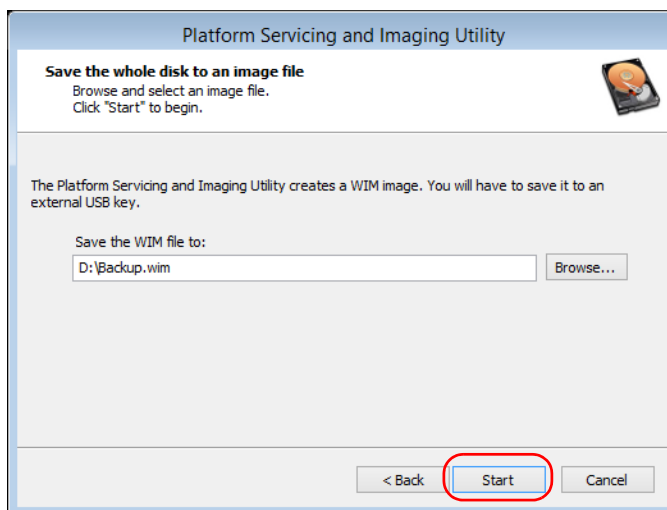 Platform Servicing and Imaging Utility
Save the whole disk to an image file
Browse and select an image file.
Click "Start" to begin.
The Platform Servicing and Imaging Utility creates a WIM image. You will have to save it to an
external USB key.
Save the WIM file to:
D:\Backup.wim
Browse...
< Back
Start
Cancel